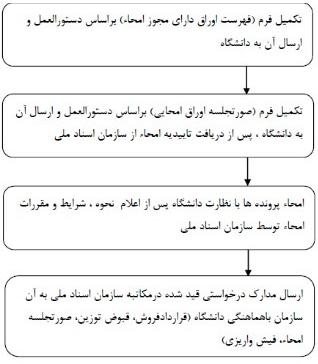 تکمیل فرم (فهرست اوراق دارای مجوز امحاء) براساس دستورالعمل و
ارسال آن به دانشگاه
تکمیل فرم (صورتجلسه اوراق امحایی) براساس دستورالعمل و ارسال آن
به دانشگاه ، پس از دریافت تاییدیه امحاء از سازمان اسناد ملی
امحاء پرونده ها با نظارت دانشگاه پس از اعلام نحوه ، شرایط و مقررات
امحاء توسط سازمان اسناد ملی
ارسال مدارک درخواستی قید شده درمکاتبه سازمان اسناد ملی به آن
سازمان باهماهنگی دانشگاه (قراردادفروش، قبوض توزین، صورتجلسه
امحاء، فیش واریزی)